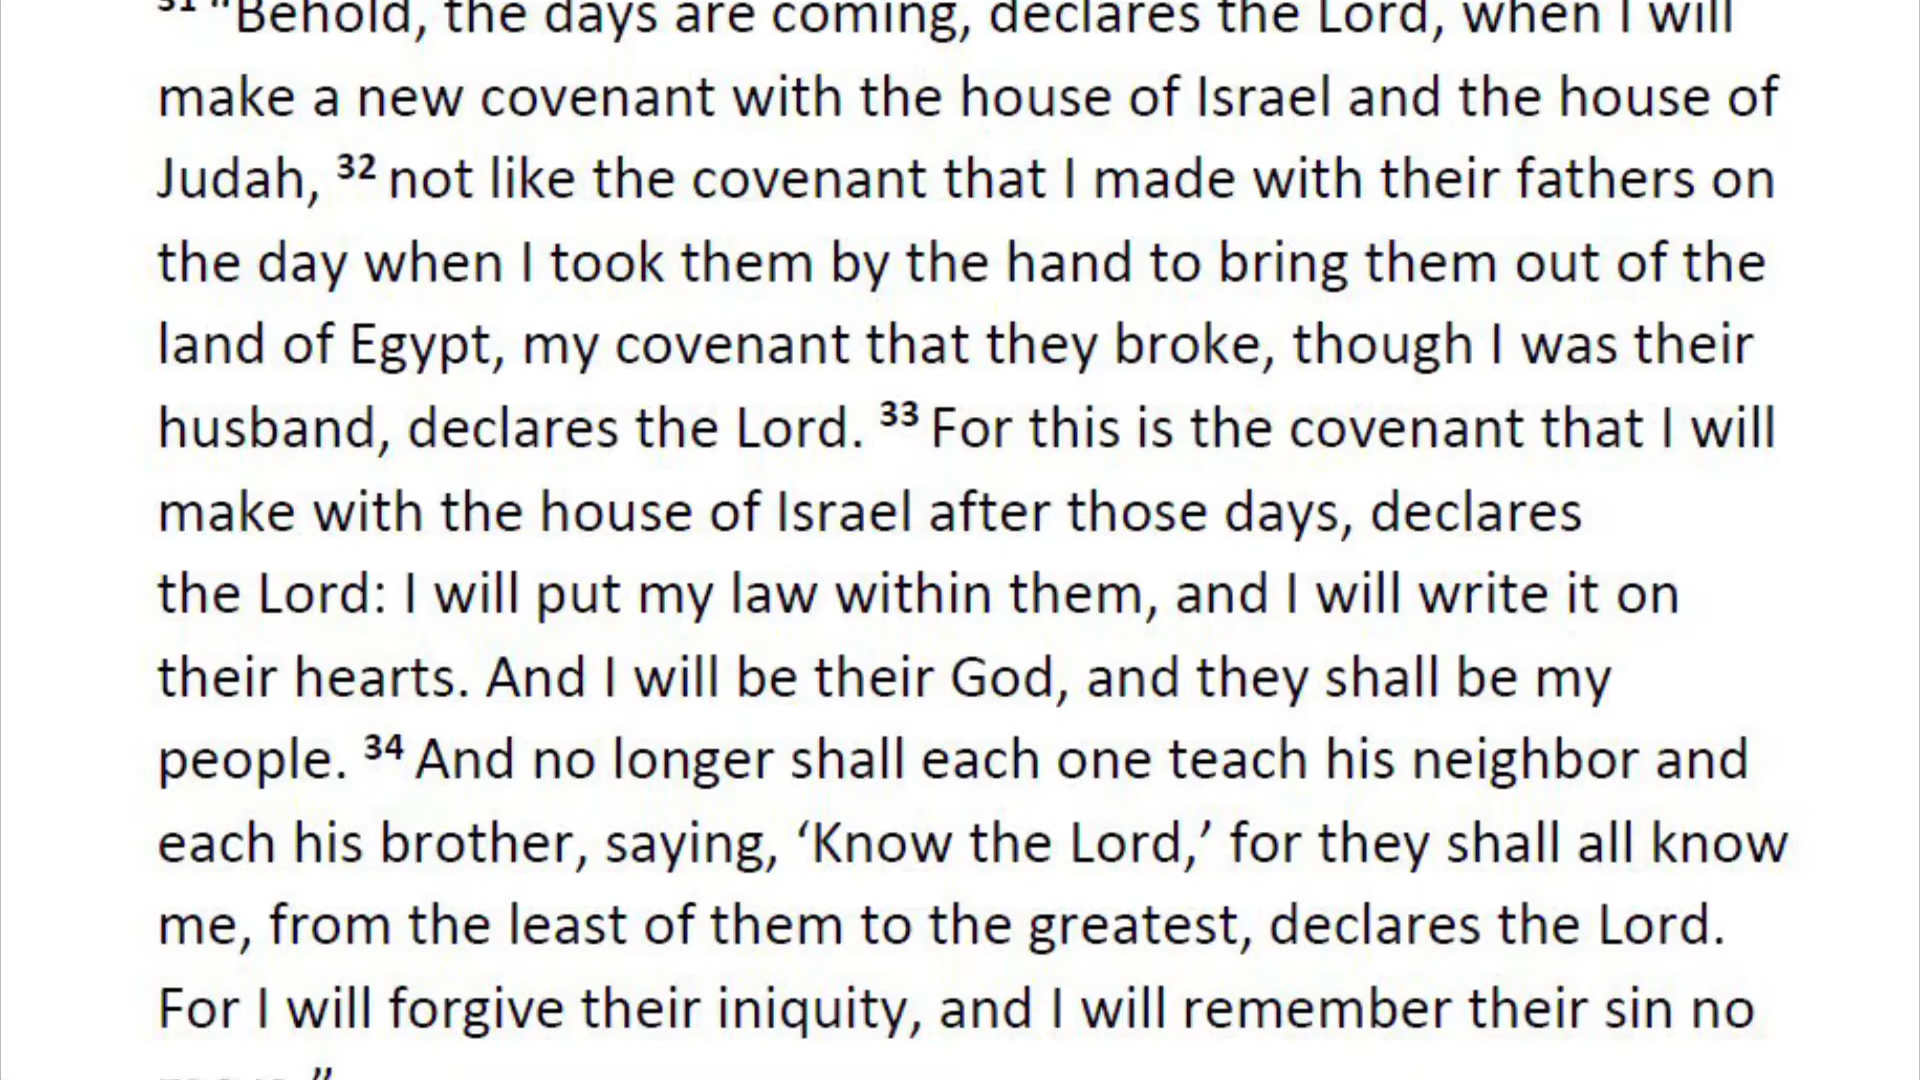 31 "Behold, the days are coming, declares the Lord, when I will
make a new covenant with the house of Israel and the house of
Judah, 32 not like the covenant that I made with their fathers on
the day when I took them by the hand to bring them out of the
land of Egypt, my covenant that they broke, though I was their
husband, declares the Lord. 33 For this is the covenant that I will
make with the house of Israel after those days, declares
the Lord: I will put my law within them, and I will write it on
their hearts. And I will be their God, and they shall be my
people. 34 And no longer shall each one teach his neighbor and
each his brother, saying, ‘Know the Lord,’ for they shall all know
me, from the least of them to the greatest, declares the Lord.
For I will forgive their iniquity, and I will remember their sin no